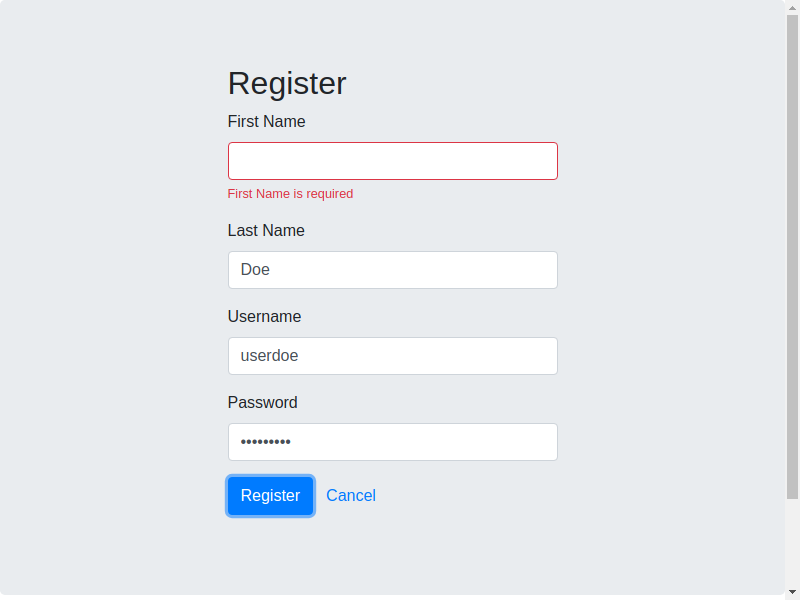 Register
First Name
First Name is required
Last Name
Doe
Username
userdoe
Password
•••••••••
Register Cancel